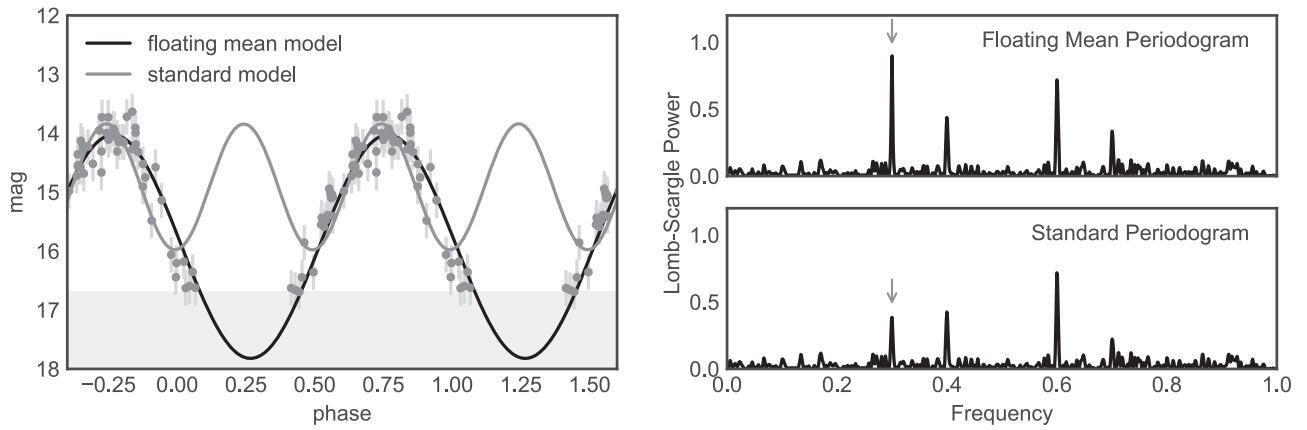 12
13
14
15
16
17
18
mag
floating mean model
standard model
−0.25 0.00 0.25 0.50 0.75 1.00 1.25 1.50
phase
1.0
0.5
0.0
Floating Mean Periodogram
Lomb-Scargle Power
1.0
0.5
0.0
Standard Periodogram
0.0 0.2 0.4 0.6 0.8 1.0
Frequency